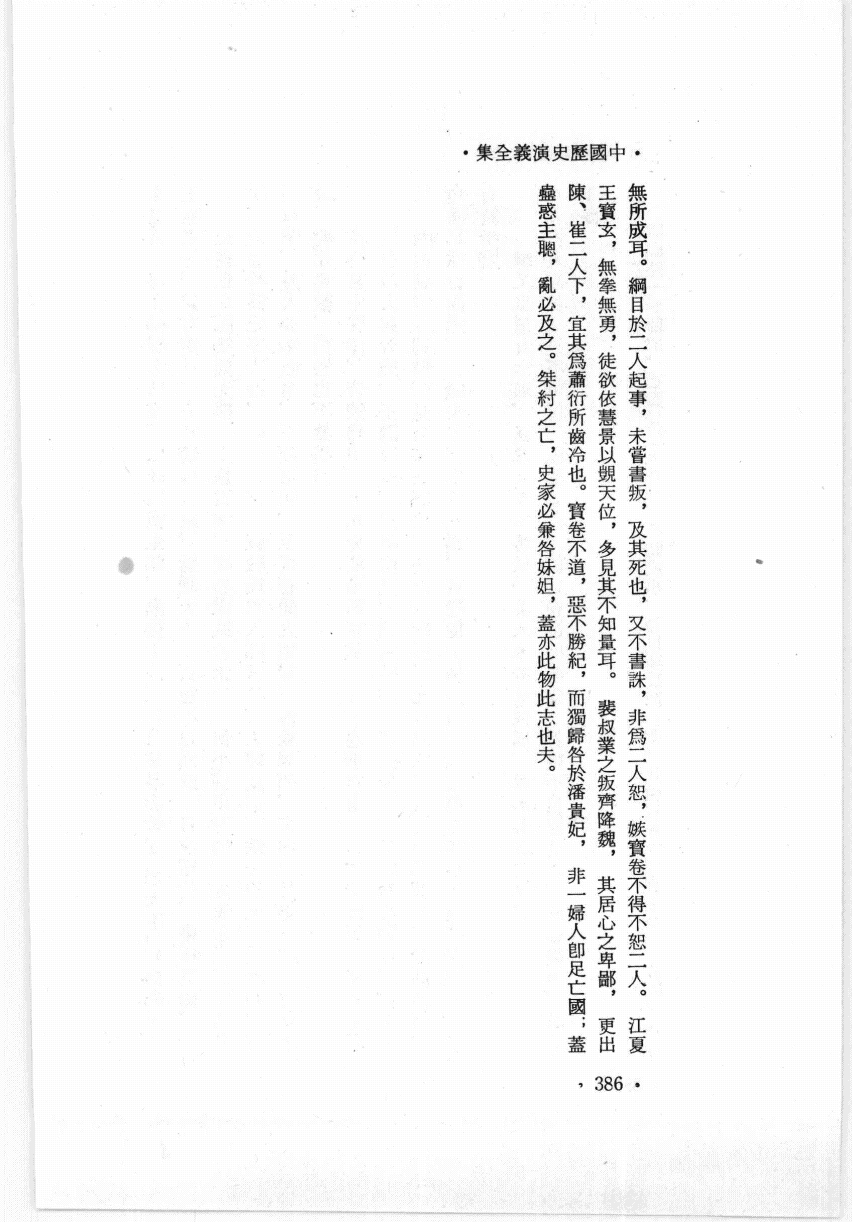 ·中國歷史演義全集·
無所成耳。綱目於二人起事，未嘗書叛，及其死也，又不書誅，非爲二人恕，嫉寶卷不得不恕二人。江夏
王寶玄，無拳無勇，徒欲依慧景以覬天位，多見其不知量耳。裴叔業之叛齊降魏，其居心之卑鄙，更出
陳、崔二人下，宜其爲蕭衍所齒冷也。寶卷不道，惡不勝紀，而獨歸咎於潘貴妃，非一婦人卽足亡國；蓋
蠱惑主聰，亂必及之。桀紂之亡，史家必兼咎妹妲，蓋亦此物此志也夫。
·386·